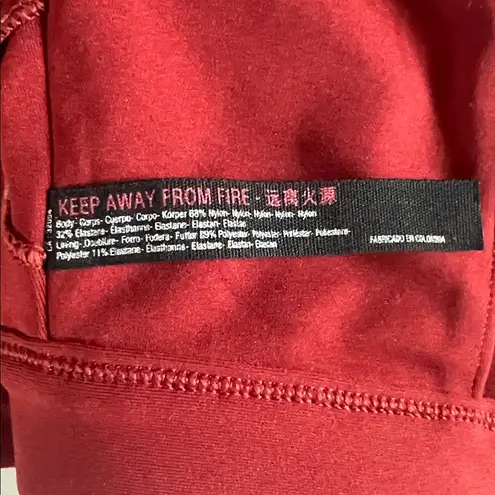 KEEP AWAY FROM FIRE - 远离火源
Body - Corps - Cuerpo - Corpo - Körper 68% Nylon - Nylon - Nylon - Nylon - Nylon
32% Elastane - Elasthanne - Elastano - Elastan - Elastan
Lining - Doublure - Forro - Fodera - Futter 89% Polyester - Polyester - Poliéster - Poliestere - Polyester
11% Elastane - Elasthanne - Elastano - Elastan - Elastan
CA 32054
FABRICADO EN COLOMBIA